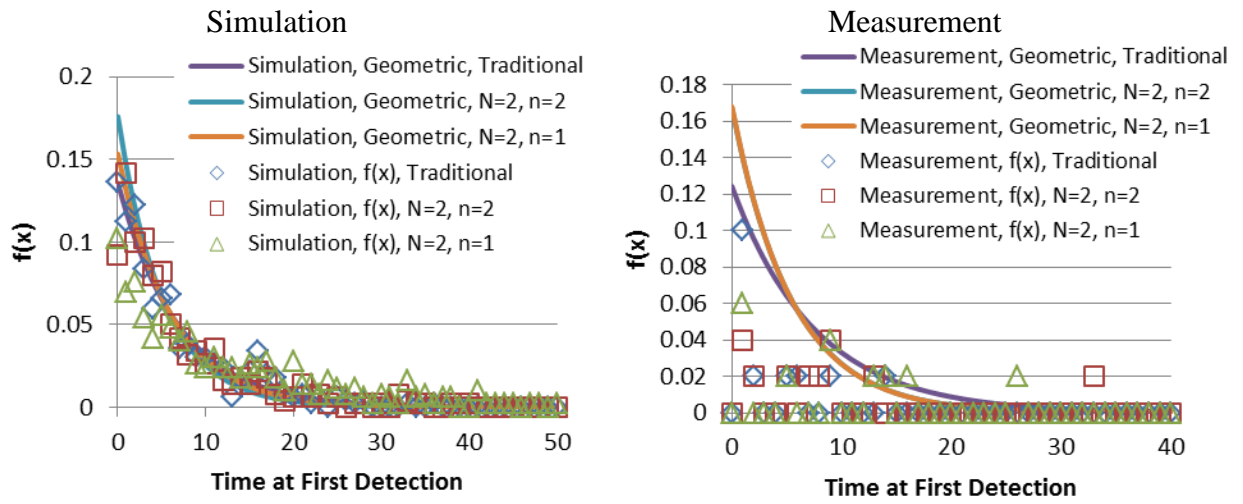 Simulation
Simulation, Geometric, Traditional
Simulation, Geometric, N=2, n=2
Simulation, Geometric, N=2, n=1
Simulation, f(x), Traditional
Simulation, f(x), N=2, n=2
Simulation, f(x), N=2, n=1
f(x)
0.2
0.15
0.1
0.05
0
0 10 20 30 40 50
Time at First Detection
Measurement
Measurement, Geometric, Traditional
Measurement, Geometric, N=2, n=2
Measurement, Geometric, N=2, n=1
Measurement, f(x), Traditional
Measurement, f(x), N=2, n=2
Measurement, f(x), N=2, n=1
f(x)
0.18
0.16
0.14
0.12
0.1
0.08
0.06
0.04
0.02
0
0 10 20 30 40
Time at First Detection